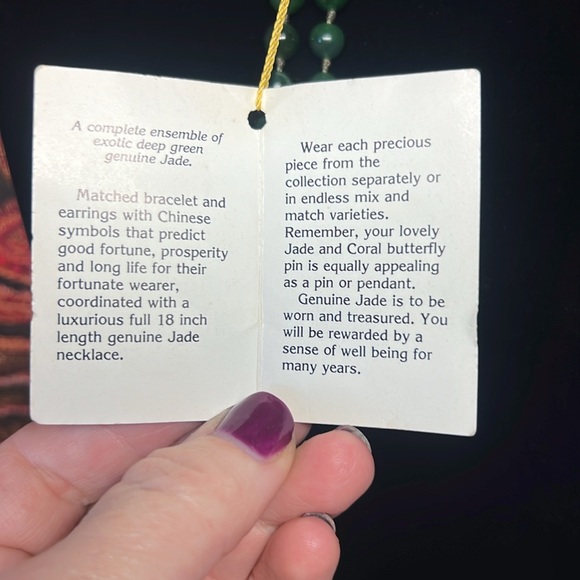 A complete ensemble of
exotic deep green
genuine Jade.
Matched bracelet and
earrings with Chinese
symbols that predict
good fortune, prosperity
and long life for their
fortunate wearer,
coordinated with a
luxurious full 18 inch
length genuine Jade
necklace.
Wear each precious
piece from the
collection separately or
in endless mix and
match varieties.
Remember, your lovely
Jade and Coral butterfly
pin is equally appealing
as a pin or pendant.
Genuine Jade is to be
worn and treasured. You
will be rewarded by a
sense of well being for
many years.